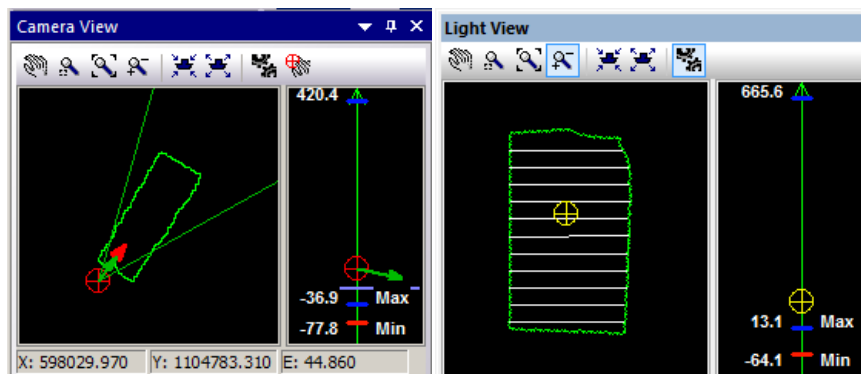 Camera View
420.4
-36.9 Max
-77.8 Min
X: 598029.970 Y: 1104783.310 E: 44.860
Light View
665.6
13.1 Max
-64.1 Min